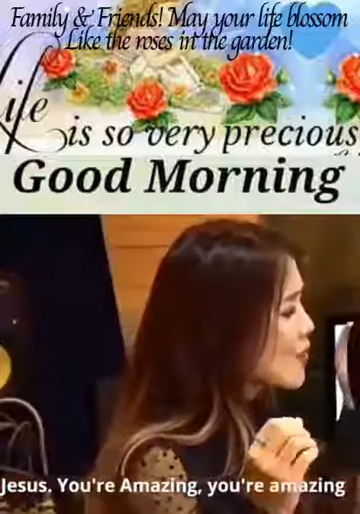 Family & Friends! May your life blossom
Like the roses in the garden!
Life
is so very precious
Good Morning
Jesus. You're Amazing, you're amazing